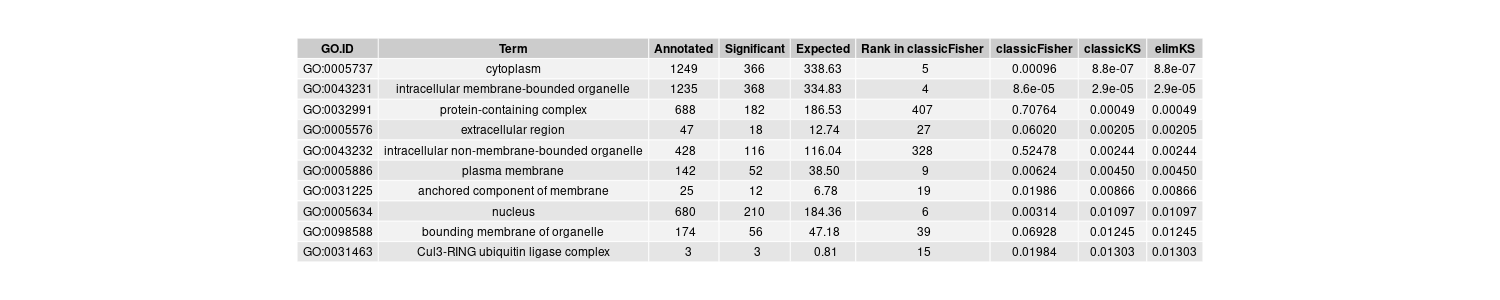 GO.ID Term Annotated Significant Expected Rank in classicFisher classicFisher classicKS elimKS
GO:0005737 cytoplasm 1249 366 338.63 5 0.00096 8.8e-07 8.8e-07
GO:0043231 intracellular membrane-bounded organelle 1235 368 334.83 4 8.6e-05 2.9e-05 2.9e-05
GO:0032991 protein-containing complex 688 182 186.53 407 0.70764 0.00049 0.00049
GO:0005576 extracellular region 47 18 12.74 27 0.06020 0.00205 0.00205
GO:0043232 intracellular non-membrane-bounded organelle 428 116 116.04 328 0.52478 0.00244 0.00244
GO:0005886 plasma membrane 142 52 38.50 9 0.00624 0.00450 0.00450
GO:0031225 anchored component of membrane 25 12 6.78 19 0.01986 0.00866 0.00866
GO:0005634 nucleus 680 210 184.36 6 0.00314 0.01097 0.01097
GO:0098588 bounding membrane of organelle 174 56 47.18 39 0.06928 0.01245 0.01245
GO:0031463 Cul3-RING ubiquitin ligase complex 3 3 0.81 15 0.01984 0.01303 0.01303